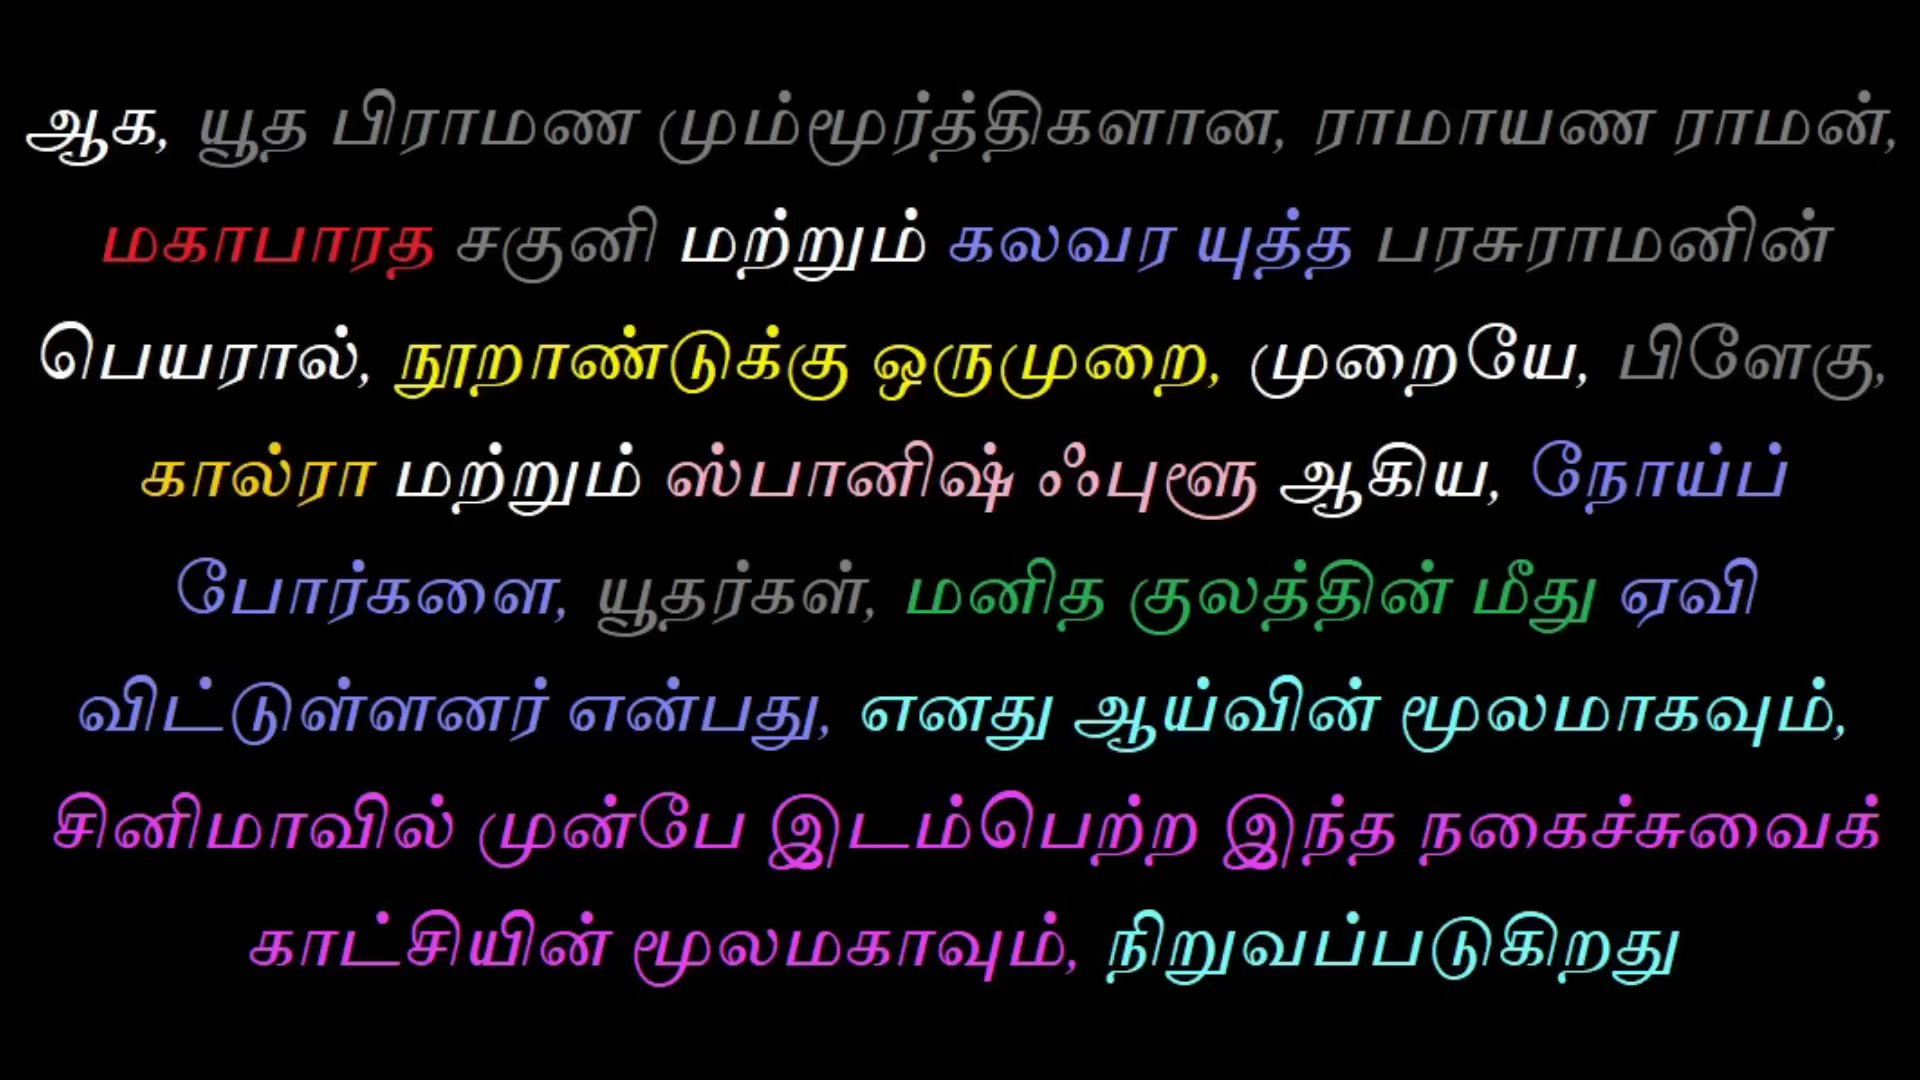 ஆக, யூத பிராமண மும்மூர்த்திகளான, ராமாயண ராமன்,
மகாபாரத சகுனி மற்றும் கலவர யுத்த பரசுராமனின்
பெயரால், நூறாண்டுக்கு ஒருமுறை, முறையே, பிளேகு,
கால்ரா மற்றும் ஸ்பானிஷ் ஃபுளூ ஆகிய, நோய்ப்
போர்களை, யூதர்கள், மனித குலத்தின் மீது ஏவி
விட்டுள்ளனர் என்பது, எனது ஆய்வின் மூலமாகவும்,
சினிமாவில் முன்பே இடம்பெற்ற இந்த நகைச்சுவைக்
காட்சியின் மூலமகாவும், நிறுவப்படுகிறது